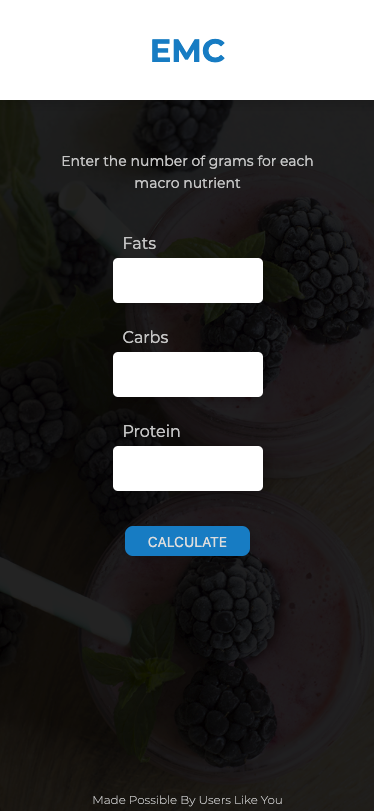 EMC
Enter the number of grams for each
macro nutrient
Fats
Carbs
Protein
CALCULATE
Made Possible By Users Like You